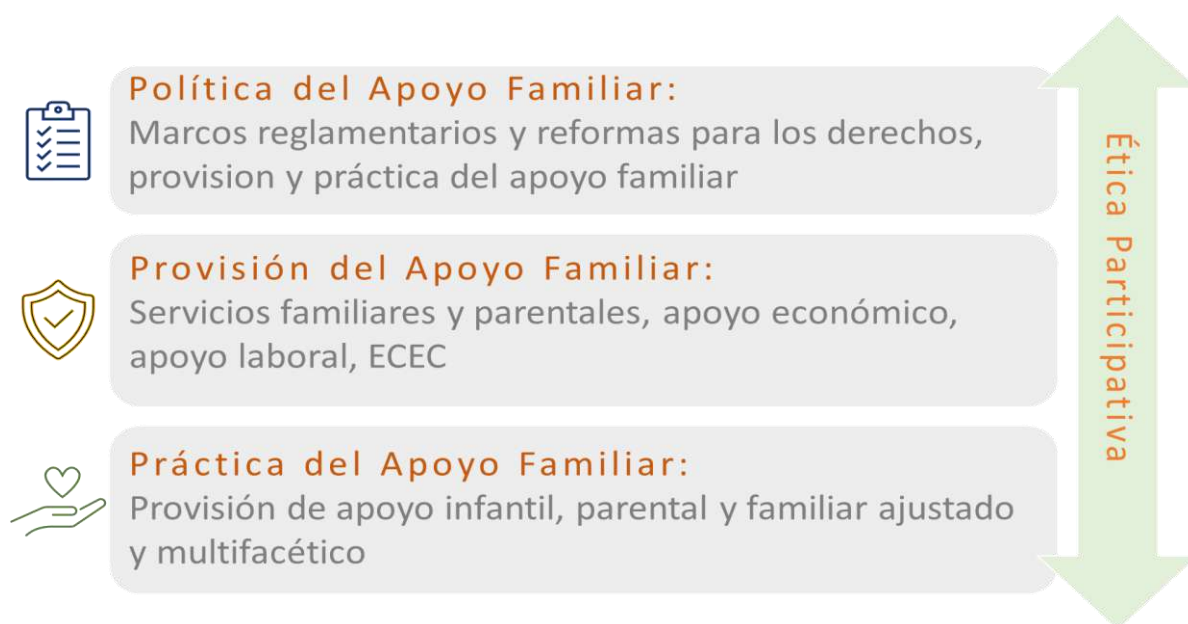 Política del Apoyo Familiar:
Marcos reglamentarios y reformas para los derechos,
provision y práctica del apoyo familiar
Provisión del Apoyo Familiar:
Servicios familiares y parentales, apoyo económico,
apoyo laboral, ECEC
Práctica del Apoyo Familiar:
Provisión de apoyo infantil, parental y familiar ajustado
y multifacético
Ética Participativa